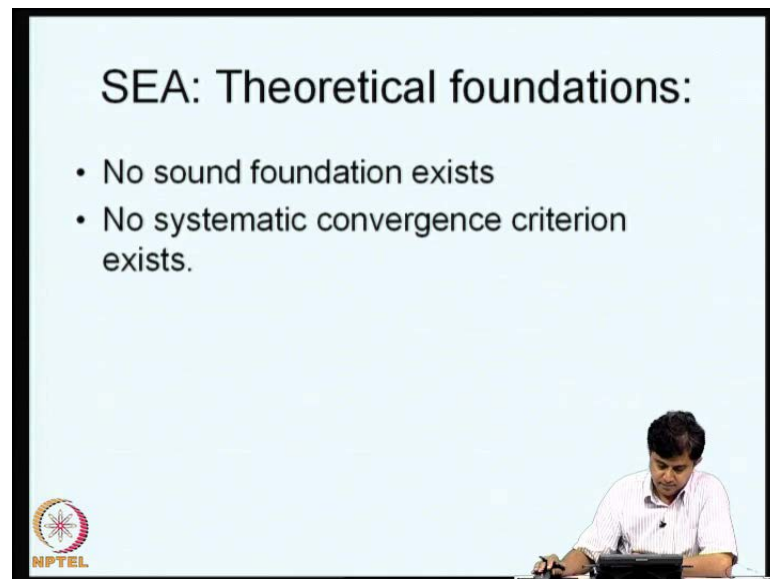 SEA: Theoretical foundations:
• No sound foundation exists
• No systematic convergence criterion
exists.
NPTEL